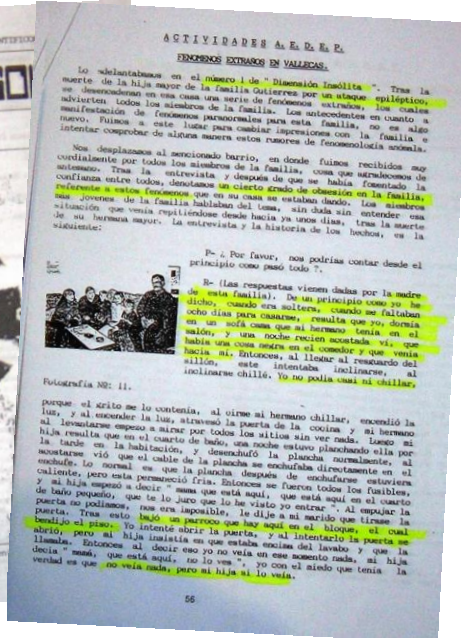 ACTIVIDADES A. E. D. E. P.
FENOMENOS EXTRAÑOS EN VALLECAS.
Lo adelantabamos en el número 1 de " Dimensión Insólita ". Tras la
muerte de la hija mayor de la familia Gutierrez por un ataque epiléptico,
se desencadenan en esa casa una serie de fenómenos extraños, los cuales
advierten todos los miembros de la familia. Los antecedentes en cuanto a
manifestación de fenómenos paranormales para esta familia, no es algo
nuevo. Fuimos a este lugar para cambiar impresiones con la familia e
intentar comprobar de alguna manera estos rumores de fenomenología anómala.
Nos desplazamos al mencionado barrio, en donde fuimos recibidos muy
cordialmente por todos los miembros de la familia, cosa que agradecemos de
antemano. Tras la entrevista y después de que se había fomentado la
confianza entre todos, denotamos un cierto grado de obsesión en la familia,
referente a estos fenómenos que en su casa se estaban dando. Los miembros
más jovenes de la familia hablaban del tema, sin duda sin entender esa
situación que venía repitiéndose desde hacía ya unos días, tras la muerte
de su hermana mayor. La entrevista y la historia de los hechos, es la
siguiente:
P- ¿ Por favor, nos podrías contar desde el
principio como pasó todo ?.
R- (Las respuestas vienen dadas por la madre
de esta familia). De un principio como yo he
dicho, cuando era soltera, cuando me faltaban
ocho días para casarme, resulta que yo, dormía
en un sofá cama que mi hermano tenía en el
salón, y una noche recien acostada ví, que
había una cosa negra en el comedor y que venía
hacia mí. Entonces, al llegar al resguardo del
sillón, este intentaba inclinarse, al
inclinarse chillé. Yo no podía casi ni chillar,
Fotografía Nº: 11.
porque el grito me lo contenía, al oirme mi hermano chillar, encendió la
luz, y al encender la luz, atravesó la puerta de la cocina y mi hermano
al levantarse empezo a mirar por todos los sitios sin ver nada. Luego mi
hija resulta que en el cuarto de baño, una noche estuvo planchando ella por
la tarde en la habitación, y desenchufó la plancha normalmente, al
acostarse vió que el cable de la plancha se enchufaba directamente en el
enchufe. Lo normal es que la plancha después de enchufarse estuviera
caliente, pero esta permaneció fría. Entonces se fueron todos los fusibles,
y mi hija empezó a decir " mama que está aquí, que está aquí en el cuarto
de baño pequeño, que te lo juro que lo he visto yo entrar ". Al empujar la
puerta no podíamos nos era imposible, la dije a mi marido que tirase la
puerta. Tras esto bajó un parroco que hay aquí en el bloque, el cual
bendijo el piso. Yo intenté abrir la puerta, y al intentarlo la puerta se
abrió, pero mi hija insistía en que estaba encima del lavabo y que la
llamaba. Entonces al decir eso yo no veía en ese momento nada, mi hija
decía " mamá, que está aquí, no lo ves ", yo con el miedo que tenía la
verdad es que no veía nada, pero mi hija si lo veía.
56